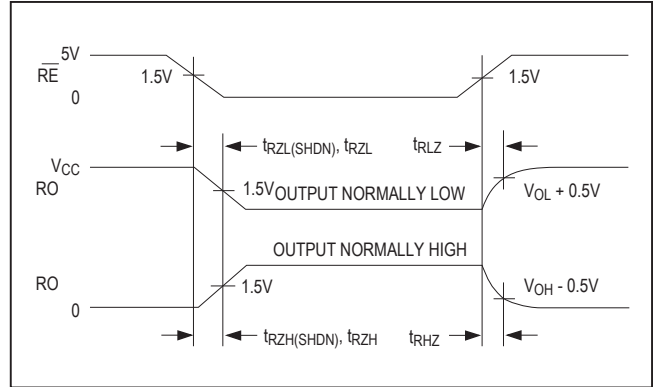 5V
RE
1.5V
1.5V
0
tRZL(SHDN), tRZL
tRLZ
VCC
RO
1.5V
OUTPUT NORMALLY LOW
VOL + 0.5V
OUTPUT NORMALLY HIGH
RO
1.5V
VOH - 0.5V
0
tRZH(SHDN), tRZH
tRHZ